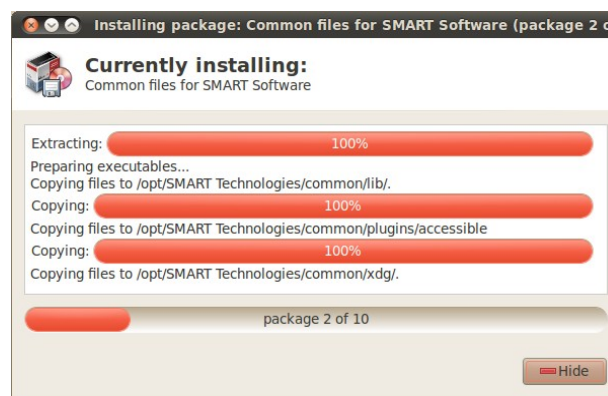 Installing package: Common files for SMART Software (package 2 o
Currently installing:
Common files for SMART Software
Extracting: 100%
Preparing executables...
Copying files to /opt/SMART Technologies/common/lib/.
Copying: 100%
Copying files to /opt/SMART Technologies/common/plugins/accessible
Copying: 100%
Copying files to /opt/SMART Technologies/common/xdg/.
package 2 of 10
Hide